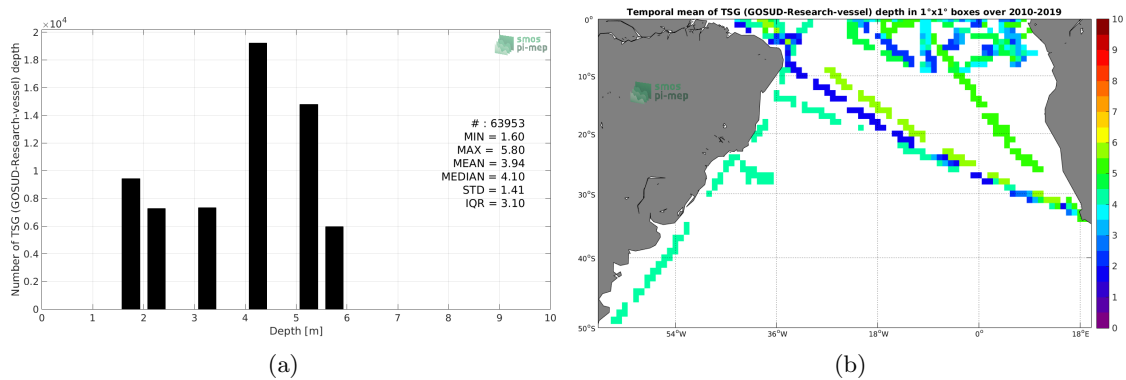 ×10⁴
2
1.8
1.6
1.4
1.2
1
0.8
0.6
0.4
0.2
0
Number of TSG (GOSUD-Research-vessel) depth
smos
pi-mep
# : 63953
MIN = 1.60
MAX = 5.80
MEAN = 3.94
MEDIAN = 4.10
STD = 1.41
IQR = 3.10
0 1 2 3 4 5 6 7 8 9 10
Depth [m]
(a)
Temporal mean of TSG (GOSUD-Research-vessel) depth in 1°x1° boxes over 2010-2019
0°
10°S
20°S
30°S
40°S
50°S
smos
pi-mep
54°W 36°W 18°W 0° 18°E
10
9
8
7
6
5
4
3
2
1
0
(b)